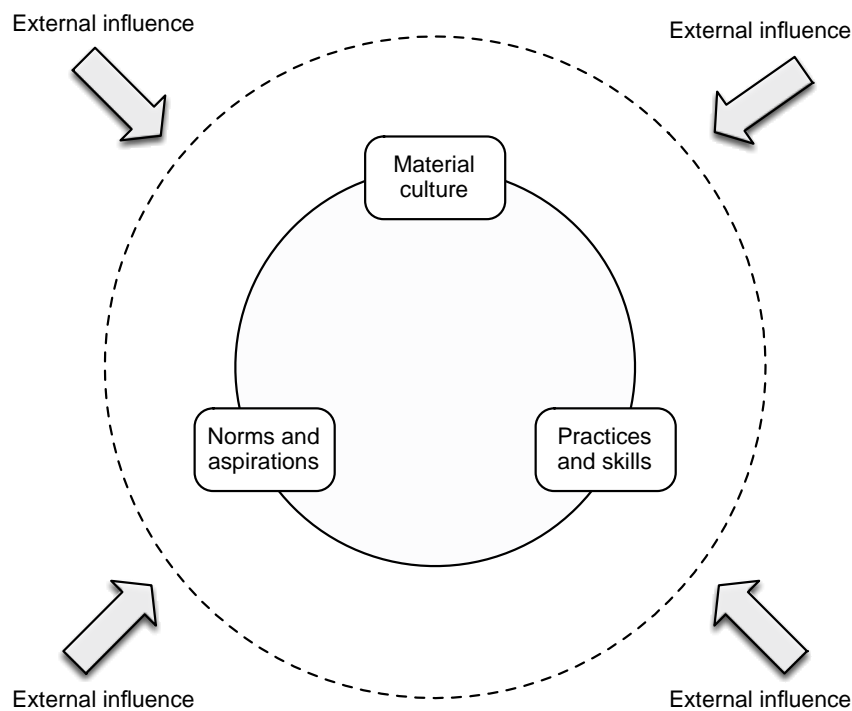 External influence
External influence
Material
culture
Norms and
aspirations
Practices
and skills
External influence
External influence